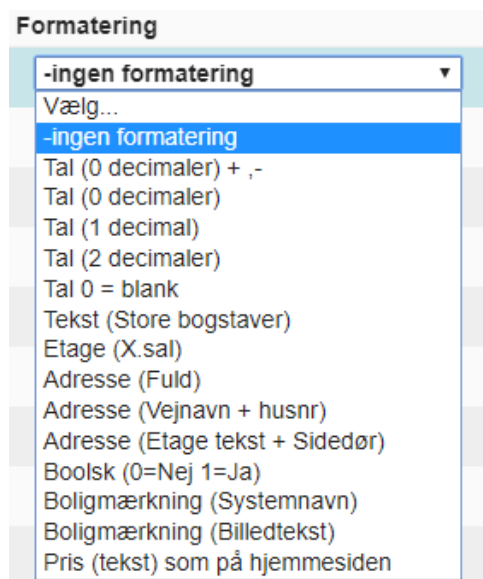 Formatering
-ingen formatering
Vælg...
-ingen formatering
Tal (0 decimaler) + ,-
Tal (0 decimaler)
Tal (1 decimal)
Tal (2 decimaler)
Tal 0 = blank
Tekst (Store bogstaver)
Etage (X.sal)
Adresse (Fuld)
Adresse (Vejnavn + husnr)
Adresse (Etage tekst + Sidedør)
Boolsk (0=Nej 1=Ja)
Boligmærkning (Systemnavn)
Boligmærkning (Billedtekst)
Pris (tekst) som på hjemmesiden